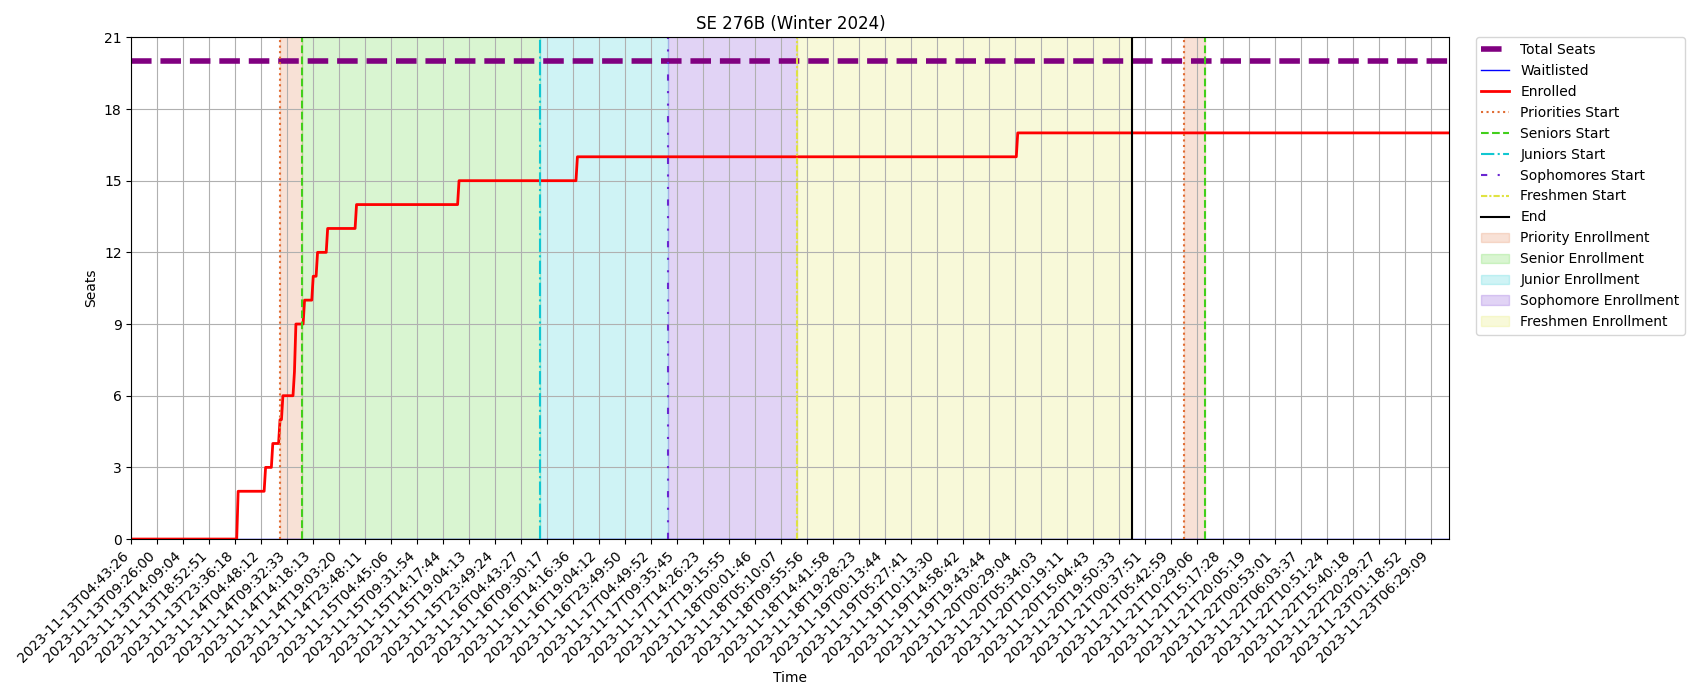 SE 276B (Winter 2024)
21
18
15
12
9
6
3
0
Seats
2023-11-13T04:43:26
2023-11-13T09:26:00
2023-11-13T14:09:04
2023-11-13T18:52:51
2023-11-13T23:36:18
2023-11-14T04:48:12
2023-11-14T09:32:33
2023-11-14T14:18:13
2023-11-14T19:03:20
2023-11-14T23:48:11
2023-11-15T04:45:06
2023-11-15T09:31:54
2023-11-15T14:17:44
2023-11-15T19:04:13
2023-11-15T23:49:24
2023-11-16T04:43:27
2023-11-16T09:30:17
2023-11-16T14:16:36
2023-11-16T19:04:12
2023-11-16T23:49:50
2023-11-17T04:49:52
2023-11-17T09:35:45
2023-11-17T14:26:23
2023-11-17T19:15:55
2023-11-18T00:01:46
2023-11-18T05:10:07
2023-11-18T09:55:56
2023-11-18T14:41:58
2023-11-18T19:28:23
2023-11-19T00:13:44
2023-11-19T05:27:41
2023-11-19T10:13:30
2023-11-19T14:58:42
2023-11-19T19:43:44
2023-11-20T00:29:04
2023-11-20T05:34:03
2023-11-20T10:19:11
2023-11-20T15:04:43
2023-11-20T19:50:33
2023-11-21T00:37:51
2023-11-21T05:42:59
2023-11-21T10:29:06
2023-11-21T15:17:28
2023-11-21T20:05:19
2023-11-22T00:53:01
2023-11-22T06:03:37
2023-11-22T10:51:24
2023-11-22T15:40:18
2023-11-22T20:29:27
2023-11-23T01:18:52
2023-11-23T06:29:09
Time
Total Seats
Waitlisted
Enrolled
Priorities Start
Seniors Start
Juniors Start
Sophomores Start
Freshmen Start
End
Priority Enrollment
Senior Enrollment
Junior Enrollment
Sophomore Enrollment
Freshmen Enrollment